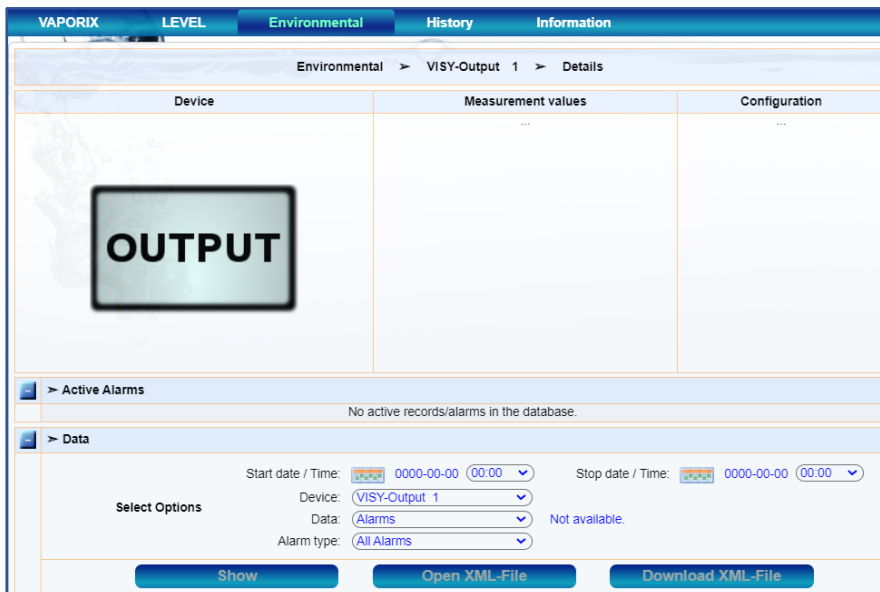 VAPORIX LEVEL Environmental History Information
Environmental ➣ VISY-Output 1 ➣ Details
Device Measurement values Configuration
... ...
OUTPUT
- ➣ Active Alarms
No active records/alarms in the database.
- ➣ Data
Start date / Time: 0000-00-00 00:00 Stop date / Time: 0000-00-00 00:00
Select Options
Device: VISY-Output 1
Data: Alarms Not available.
Alarm type: All Alarms
Show Open XML-File Download XML-File